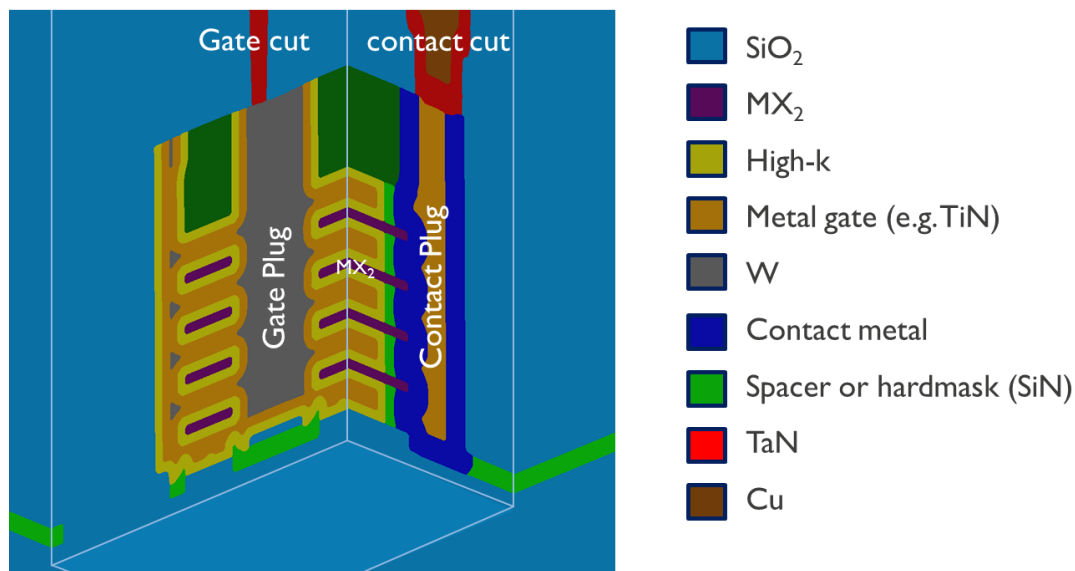 Gate cut
contact cut
Gate Plug
MX₂
Contact Plug
SiO₂
MX₂
High-k
Metal gate (e.g. TiN)
W
Contact metal
Spacer or hardmask (SiN)
TaN
Cu